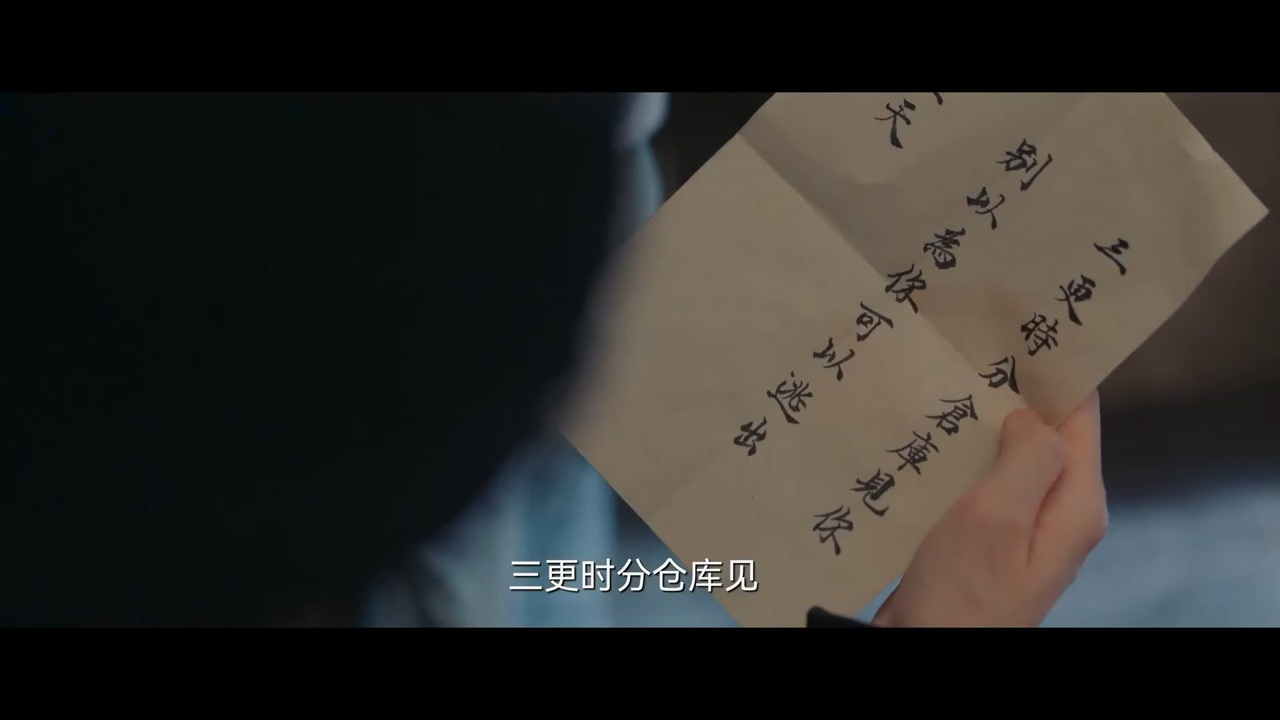 三更時分倉庫見你
別以為你可以逃出
天
三更时分仓库见